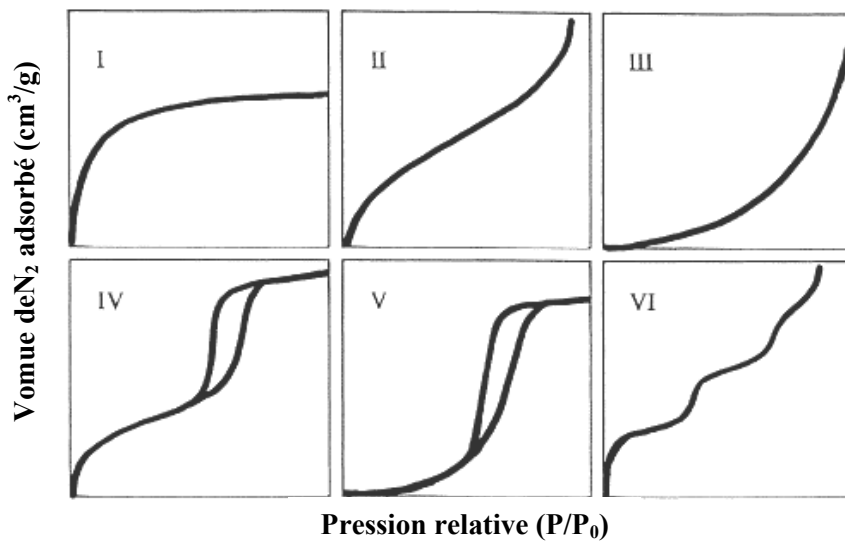 Vomue deN₂ adsorbé (cm³/g)
I
II
III
IV
V
VI
Pression relative (P/P₀)